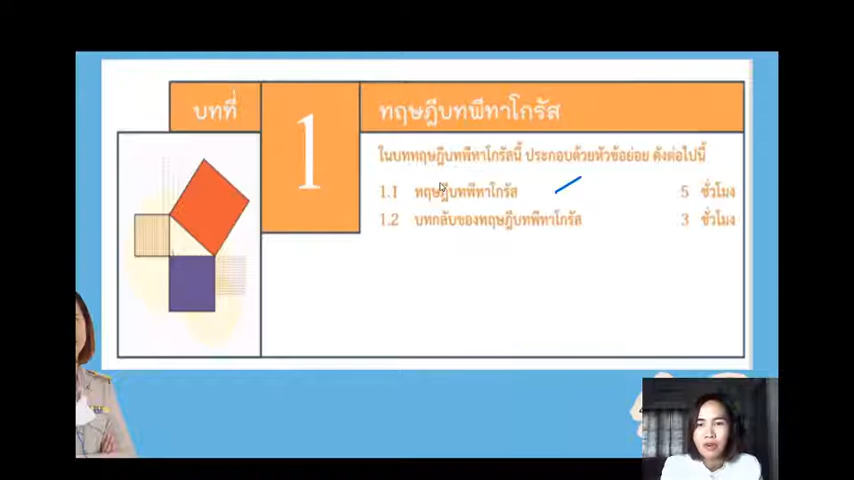 บทที่
1
ทฤษฎีบทพีทาโกรัส
ในบททฤษฎีบทพีทาโกรัสนี้ ประกอบด้วยหัวข้อย่อย ดังต่อไปนี้
1.1 ทฤษฎีบทพีทาโกรัส 5 ชั่วโมง
1.2 บทกลับของทฤษฎีบทพีทาโกรัส 3 ชั่วโมง